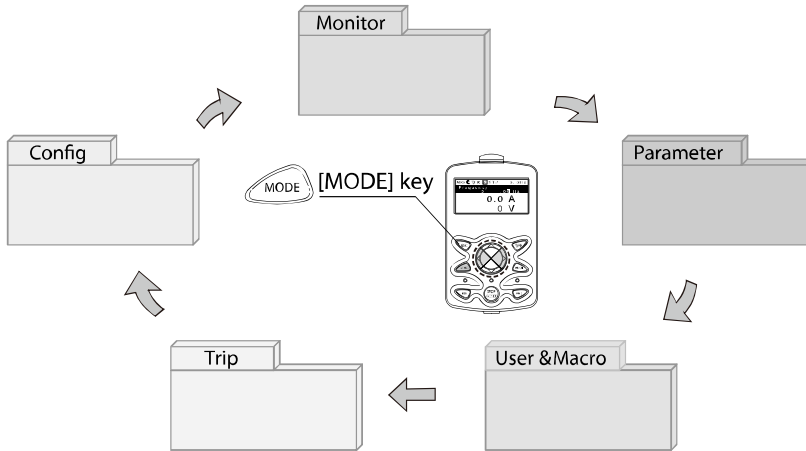 Monitor
Config
Parameter
MODE
[MODE] key
0.0 A
0 V
Trip
User &Macro